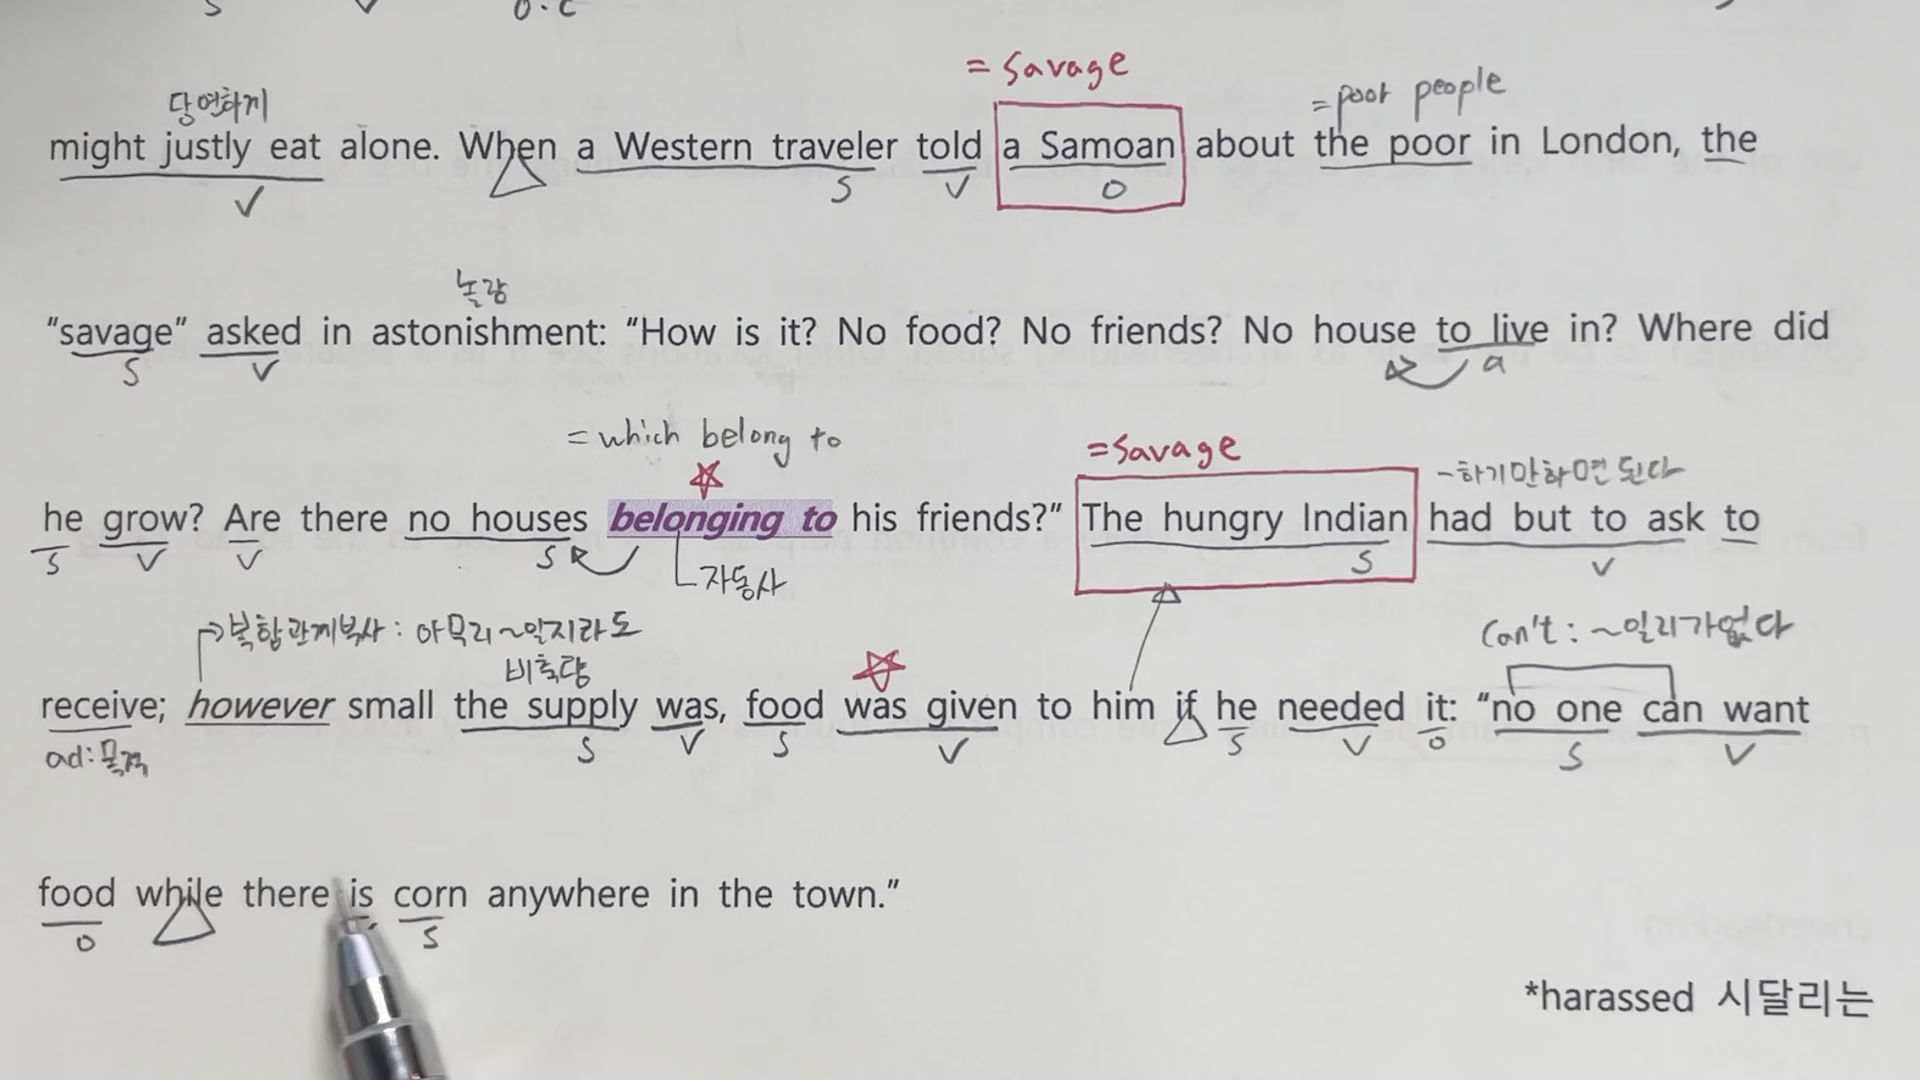 S V O.C
= Savage
당연하게
= poor people
might justly eat alone. When a Western traveler told a Samoan about the poor in London, the
V S V O
놀람
"savage" asked in astonishment: "How is it? No food? No friends? No house to live in? Where did
S V a
= which belong to
=Savage
-하기만하면 된다
he grow? Are there no houses belonging to his friends?" The hungry Indian had but to ask to
S V V S S V
자동사
복합관계부사: 아무리~일지라도
비축량
Can't: ~일리가없다
receive; however small the supply was, food was given to him if he needed it: "no one can want
ad:목적 S V S V S V O S V
food while there is corn anywhere in the town."
O S
*harassed 시달리는